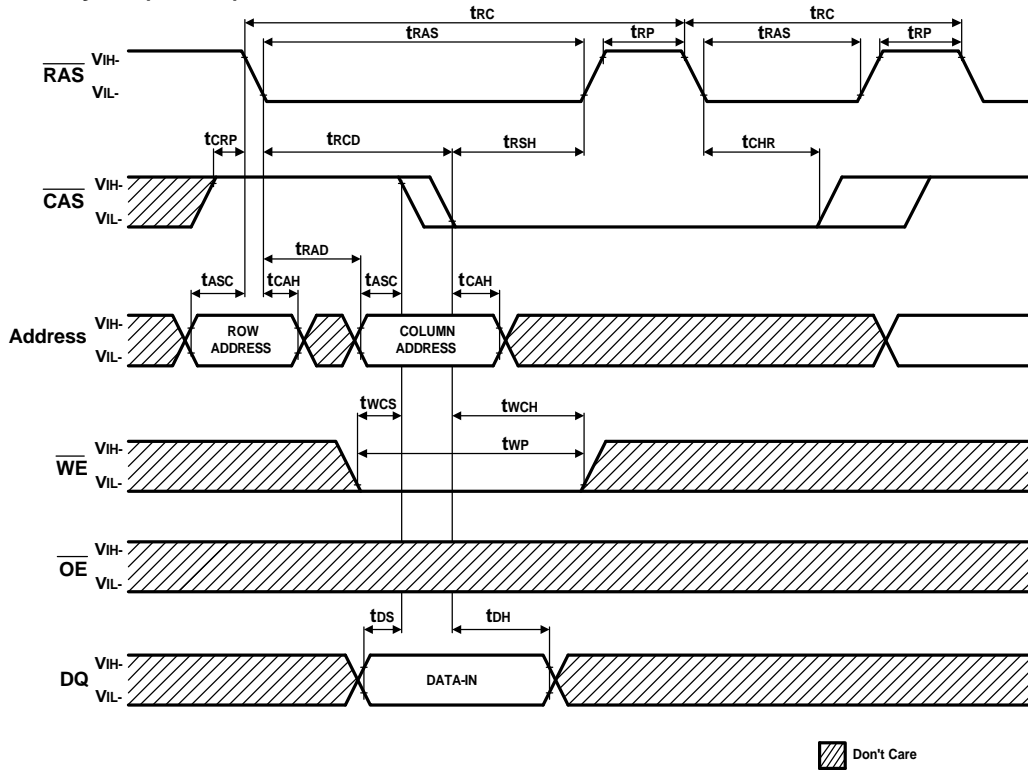 tRC tRC
tRAS tRP tRAS tRP
RAS VIH-
VIL-
tCRP tRCD tRSH tCHR
CAS VIH-
VIL-
tRAD
tASC tCAH tASC tCAH
Address VIH-
VIL-
ROW ADDRESS
COLUMN ADDRESS
tWCS tWCH
tWP
WE VIH-
VIL-
OE VIH-
VIL-
tDS tDH
DQ VIH-
VIL-
DATA-IN
Don't Care